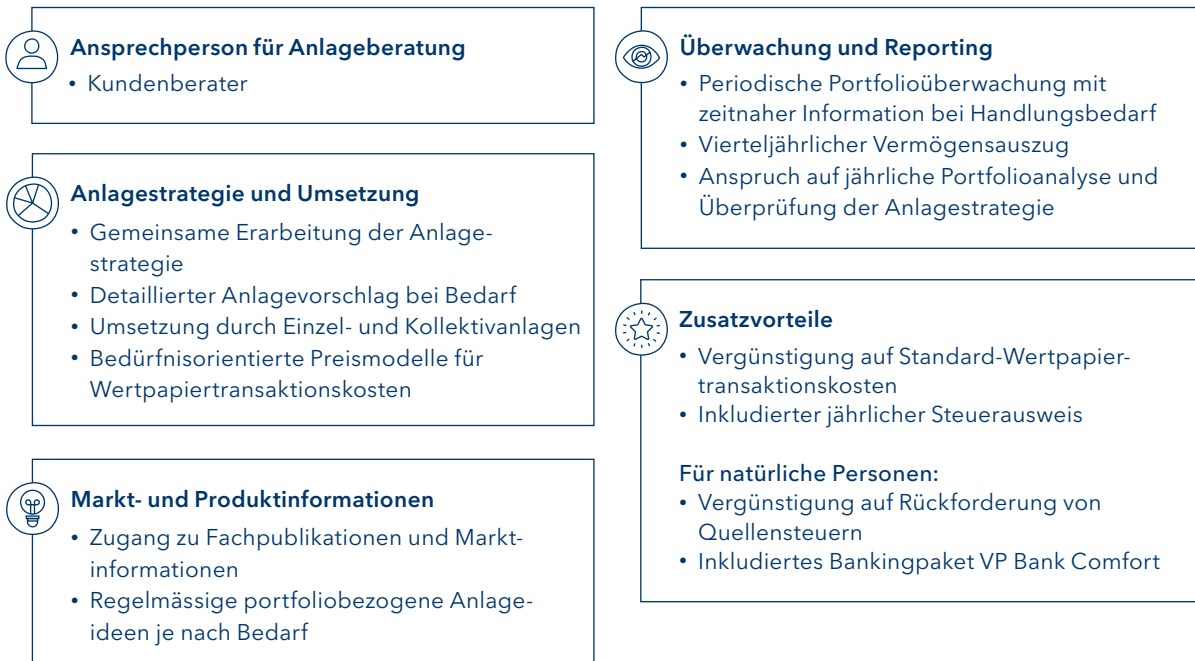 Ansprechperson für Anlageberatung
• Kundenberater
Anlagestrategie und Umsetzung
• Gemeinsame Erarbeitung der Anlage-
strategie
• Detaillierter Anlagevorschlag bei Bedarf
• Umsetzung durch Einzel- und Kollektivanlagen
• Bedürfnisorientierte Preismodelle für
Wertpapiertransaktionskosten
Markt- und Produktinformationen
• Zugang zu Fachpublikationen und Markt-
informationen
• Regelmässige portfoliobezogene Anlage-
ideen je nach Bedarf
Überwachung und Reporting
• Periodische Portfolioüberwachung mit
zeitnaher Information bei Handlungsbedarf
• Vierteljährlicher Vermögensauszug
• Anspruch auf jährliche Portfolioanalyse und
Überprüfung der Anlagestrategie
Zusatzvorteile
• Vergünstigung auf Standard-Wertpapier-
transaktionskosten
• Inkludierter jährlicher Steuerausweis
Für natürliche Personen:
• Vergünstigung auf Rückforderung von
Quellensteuern
• Inkludiertes Bankingpaket VP Bank Comfort